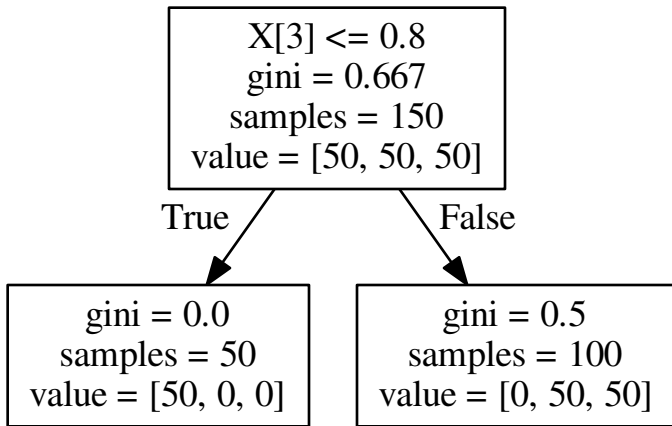 X[3] <= 0.8
gini = 0.667
samples = 150
value = [50, 50, 50]
True
False
gini = 0.0
samples = 50
value = [50, 0, 0]
gini = 0.5
samples = 100
value = [0, 50, 50]